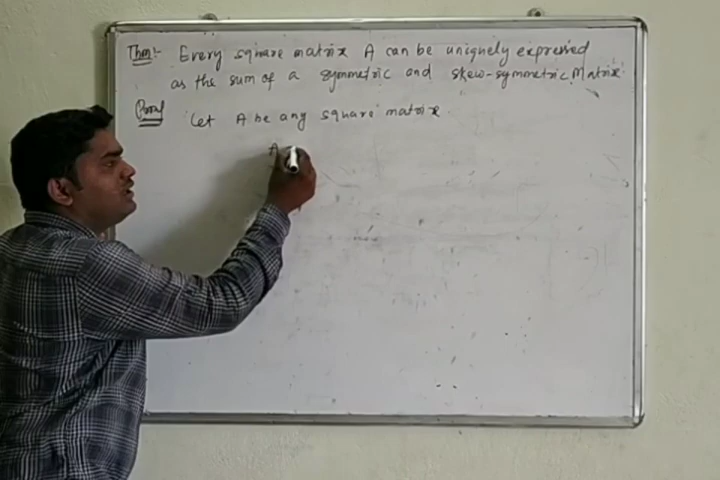 Thm:- Every square matrix A can be uniquely expressed
as the sum of a symmetric and skew-symmetric Matrix.
Proof Let A be any square matrix.
A